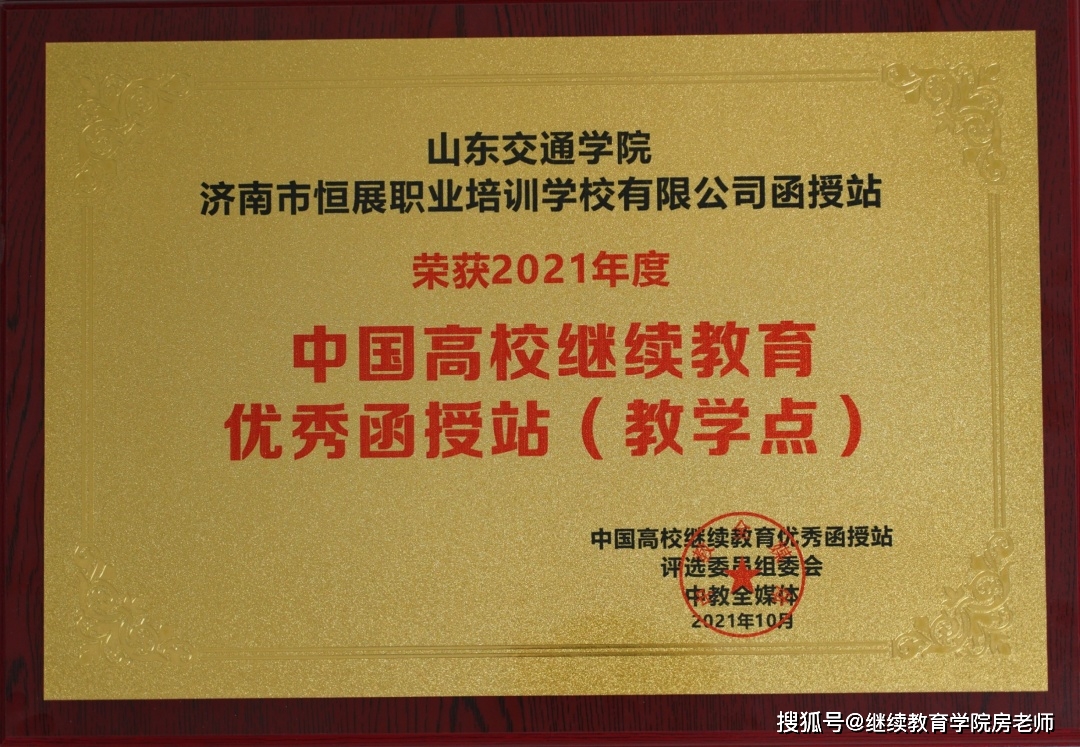 山东交通学院
济南市恒展职业培训学校有限公司函授站
荣获2021年度
中国高校继续教育
优秀函授站（教学点）
中国高校继续教育优秀函授站
评选委员组委会
中教全媒体
2021年10月
搜狐号@继续教育学院房老师